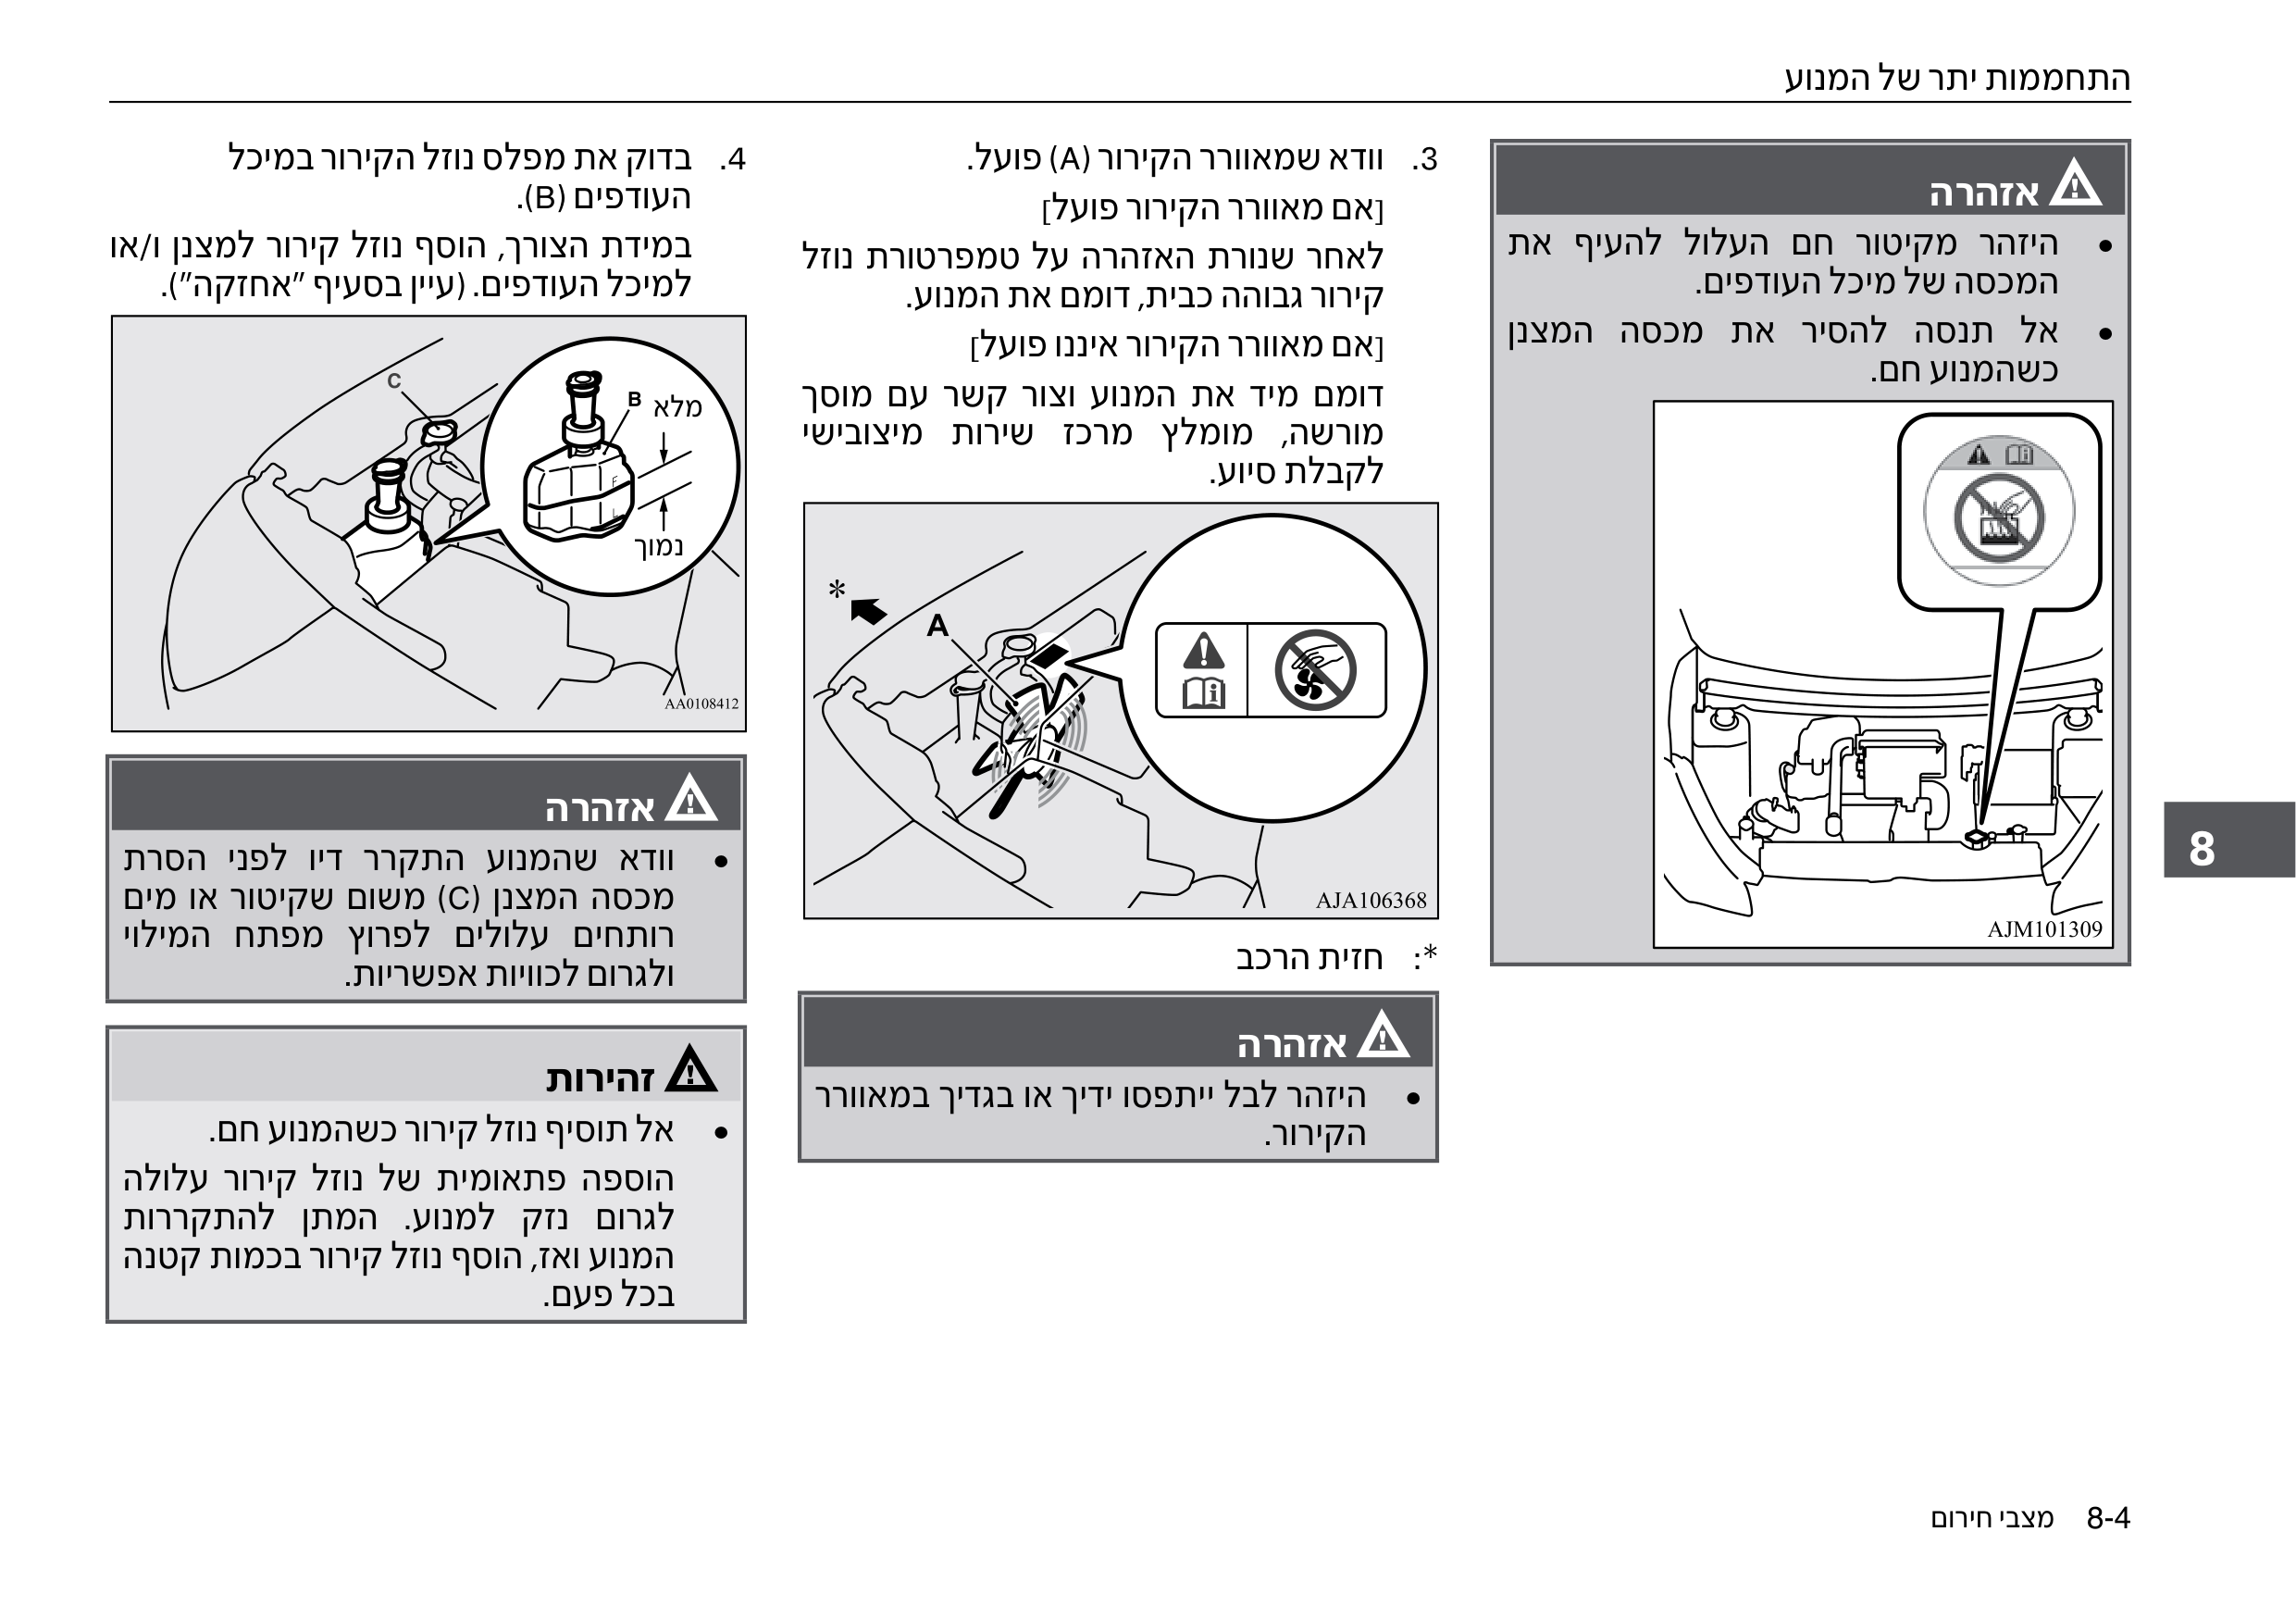 התחממות יתר של המנוע
אזהרה
• היזהר מקיטור חם העלול להעיף את
המכסה של מיכל העודפים.
• אל תנסה להסיר את מכסה המצנן
כשהמנוע חם.
AJM101309
3. וודא שמאוורר הקירור (A) פועל.
[אם מאוורר הקירור פועל]
לאחר שנורת האזהרה על טמפרטורת נוזל
קירור גבוהה כבית, דומם את המנוע.
[אם מאוורר הקירור איננו פועל]
דומם מיד את המנוע וצור קשר עם מוסך
מורשה, מומלץ מרכז שירות מיצובישי
לקבלת סיוע.
*
A
AJA106368
*: חזית הרכב
אזהרה
• היזהר לבל ייתפסו ידיך או בגדיך במאוורר
הקירור.
4. בדוק את מפלס נוזל הקירור במיכל
העודפים (B).
במידת הצורך, הוסף נוזל קירור למצנן ו/או
למיכל העודפים. (עיין בסעיף "אחזקה").
C
B
מלא
F
L
נמוך
AA0108412
אזהרה
• וודא שהמנוע התקרר דיו לפני הסרת
מכסה המצנן (C) משום שקיטור או מים
רותחים עלולים לפרוץ מפתח המילוי
ולגרום לכוויות אפשריות.
זהירות
• אל תוסיף נוזל קירור כשהמנוע חם.
הוספה פתאומית של נוזל קירור עלולה
לגרום נזק למנוע. המתן להתקררות
המנוע ואז, הוסף נוזל קירור בכמות קטנה
בכל פעם.
8
8-4 מצבי חירום